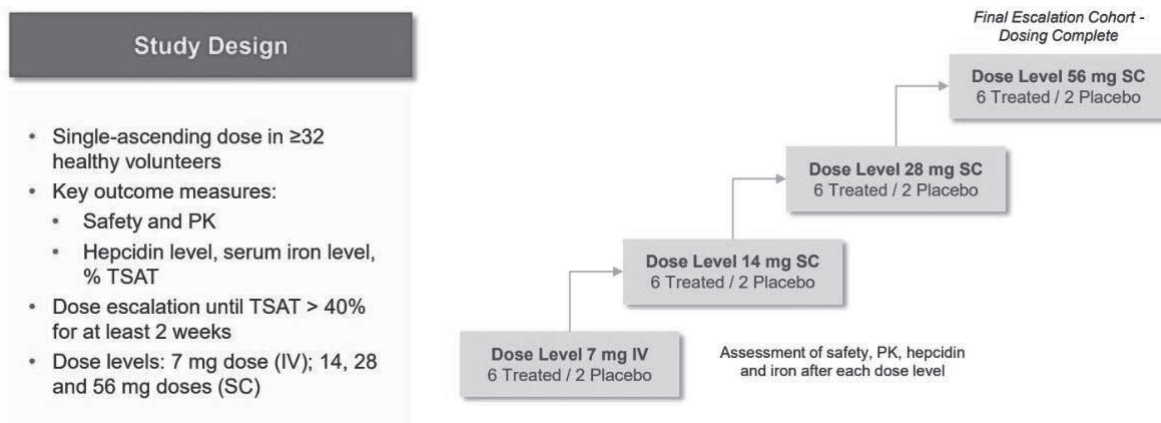 Study Design
• Single-ascending dose in ≥32
healthy volunteers
• Key outcome measures:
• Safety and PK
• Hepcidin level, serum iron level,
% TSAT
• Dose escalation until TSAT > 40%
for at least 2 weeks
• Dose levels: 7 mg dose (IV); 14, 28
and 56 mg doses (SC)
Final Escalation Cohort -
Dosing Complete
Dose Level 56 mg SC
6 Treated / 2 Placebo
Dose Level 28 mg SC
6 Treated / 2 Placebo
Dose Level 14 mg SC
6 Treated / 2 Placebo
Dose Level 7 mg IV
6 Treated / 2 Placebo
Assessment of safety, PK, hepcidin
and iron after each dose level